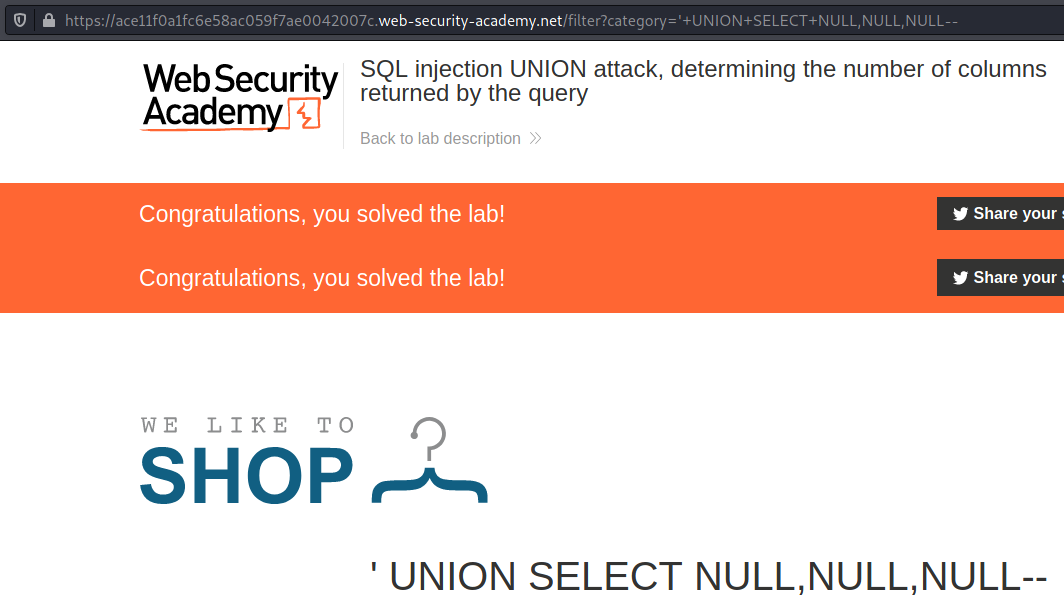 https://ace11f0a1fc6e58ac059f7ae0042007c.web-security-academy.net/filter?category='+UNION+SELECT+NULL,NULL,NULL--
Web Security
Academy
SQL injection UNION attack, determining the number of columns
returned by the query
Back to lab description
Congratulations, you solved the lab!
Share your
Congratulations, you solved the lab!
Share your
WE LIKE TO
SHOP
' UNION SELECT NULL,NULL,NULL--